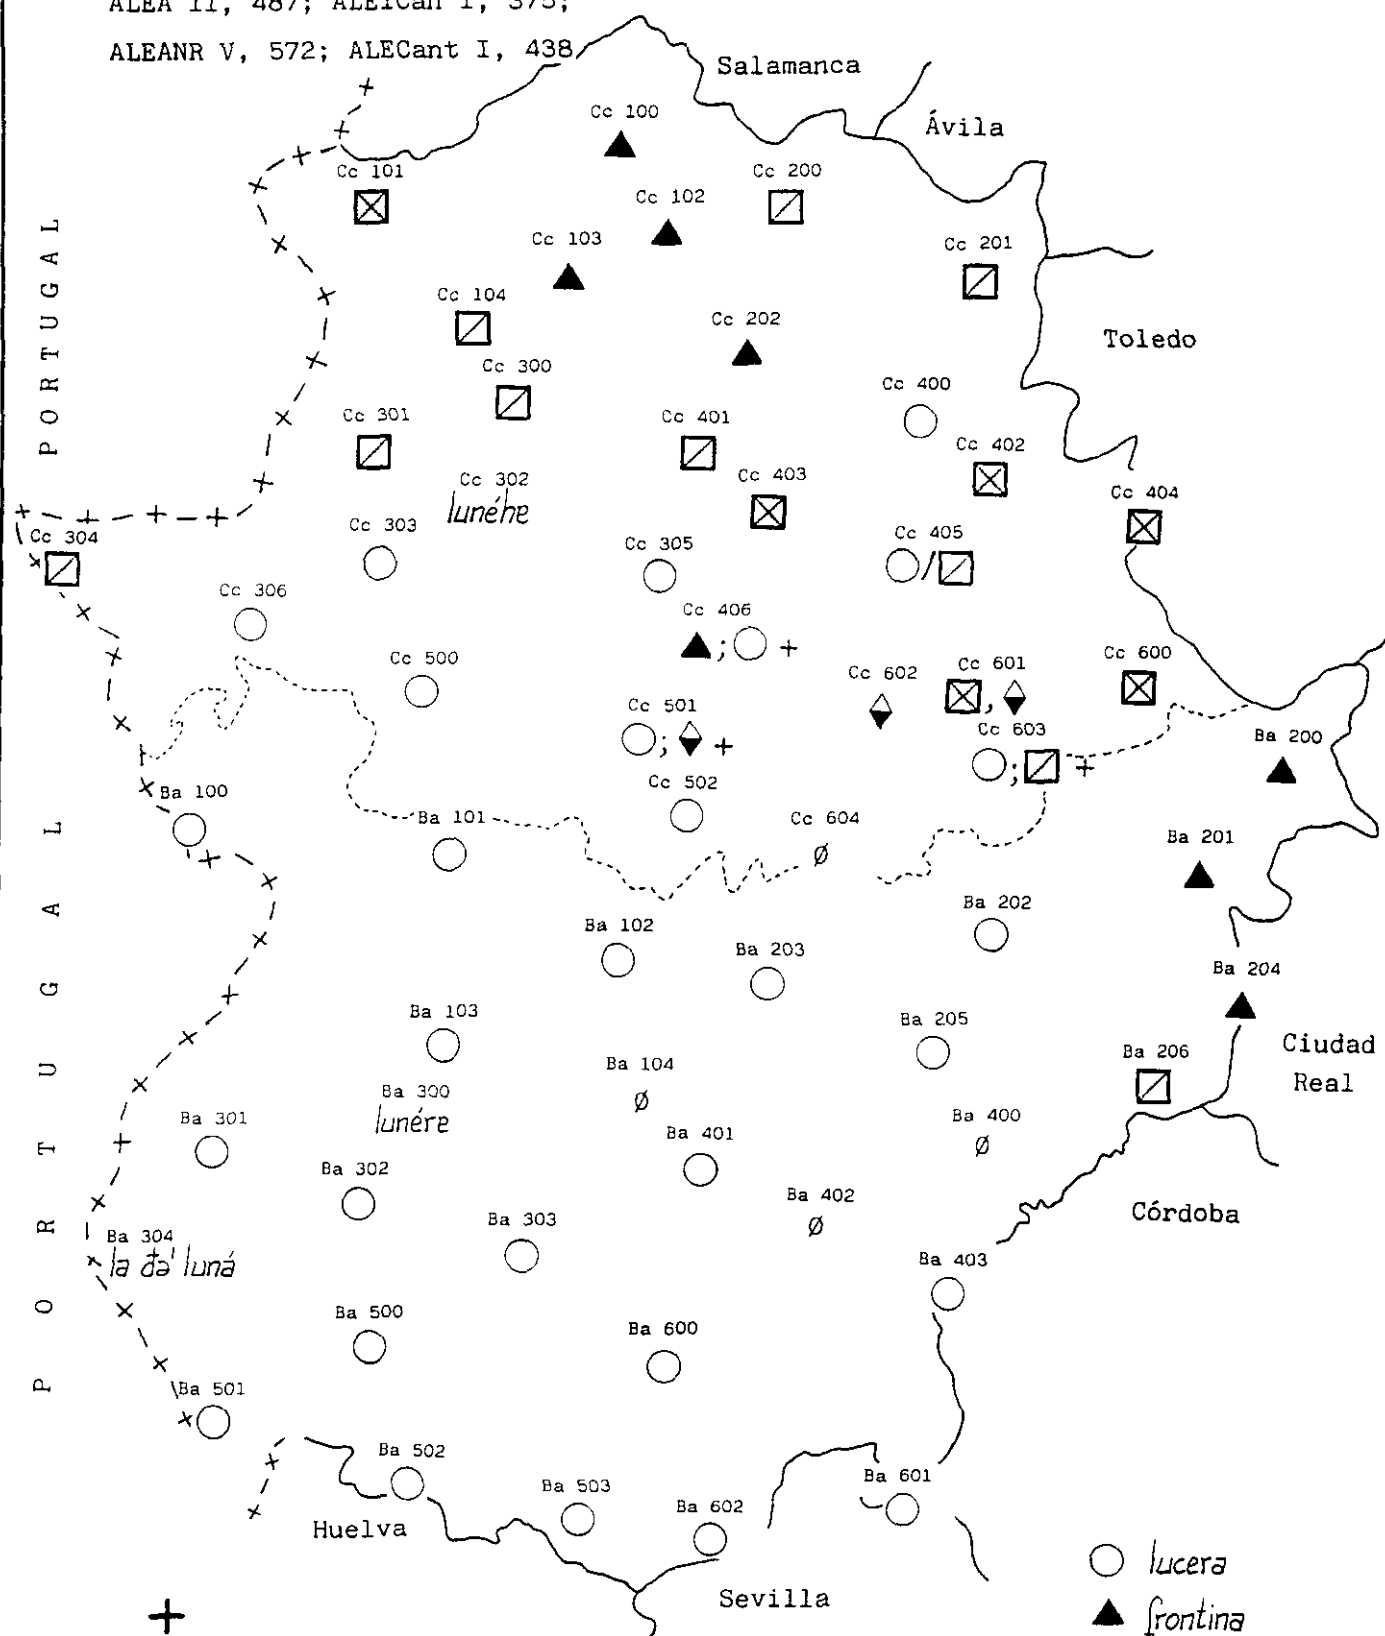 ALEA II, 487; ALEICan I, 375;
ALEANR V, 572; ALECant I, 438
Salamanca
Cc 100
Ávila
Cc 101
Cc 200
Cc 102
Cc 103
Cc 201
PORTUGAL
Cc 104
Cc 202
Toledo
Cc 300
Cc 400
Cc 301
Cc 401
Cc 402
Cc 302
lunéhe
Cc 403
Cc 404
Cc 303
Cc 304
Cc 305
Cc 405
/
Cc 306
Cc 406
; +
Cc 500
Cc 602
Cc 601
,
Cc 600
Cc 501
; +
Cc 603
; +
Ba 200
Cc 502
Ba 100
Ba 101
Cc 604
ø
Ba 201
PORTUGAL
Ba 202
Ba 102
Ba 203
Ba 204
Ba 103
Ba 205
Ciudad
Real
Ba 206
Ba 104
ø
Ba 300
lunére
Ba 301
Ba 400
ø
Ba 401
Ba 302
Ba 402
ø
Ba 303
Córdoba
Ba 304
la đa' luná
Ba 403
Ba 500
Ba 600
Ba 501
Ba 502
Ba 503
Ba 601
Ba 602
Huelva
Sevilla
lucera
frontina
+